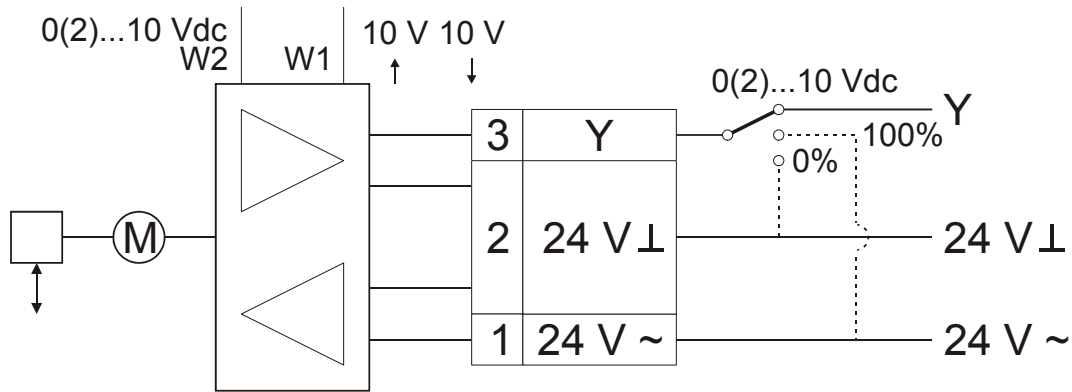 0(2)...10 Vdc
W2 W1
10 V 10 V
0(2)...10 Vdc
3 Y
Y
100%
0%
M
2 24 V⊥
24 V⊥
1 24 V ~
24 V ~